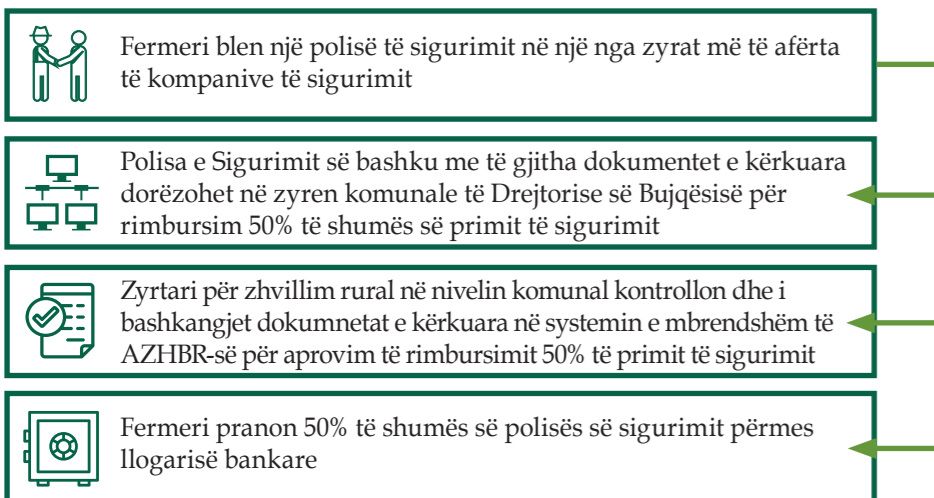 Fermeri blen një polisë të sigurimit në një nga zyrat më të afërta
të kompanive të sigurimit
Polisa e Sigurimit së bashku me të gjitha dokumentet e kërkuara
dorëzohet në zyren komunale të Drejtorise së Bujqësisë për
rimbursim 50% të shumës së primit të sigurimit
Zyrtari për zhvillim rural në nivelin komunal kontrollon dhe i
bashkangjet dokumnetat e kërkuara në systemin e mbrendshëm të
AZHBR-së për aprovim të rimbursimit 50% të primit të sigurimit
Fermeri pranon 50% të shumës së polisës së sigurimit përmes
llogarisë bankare